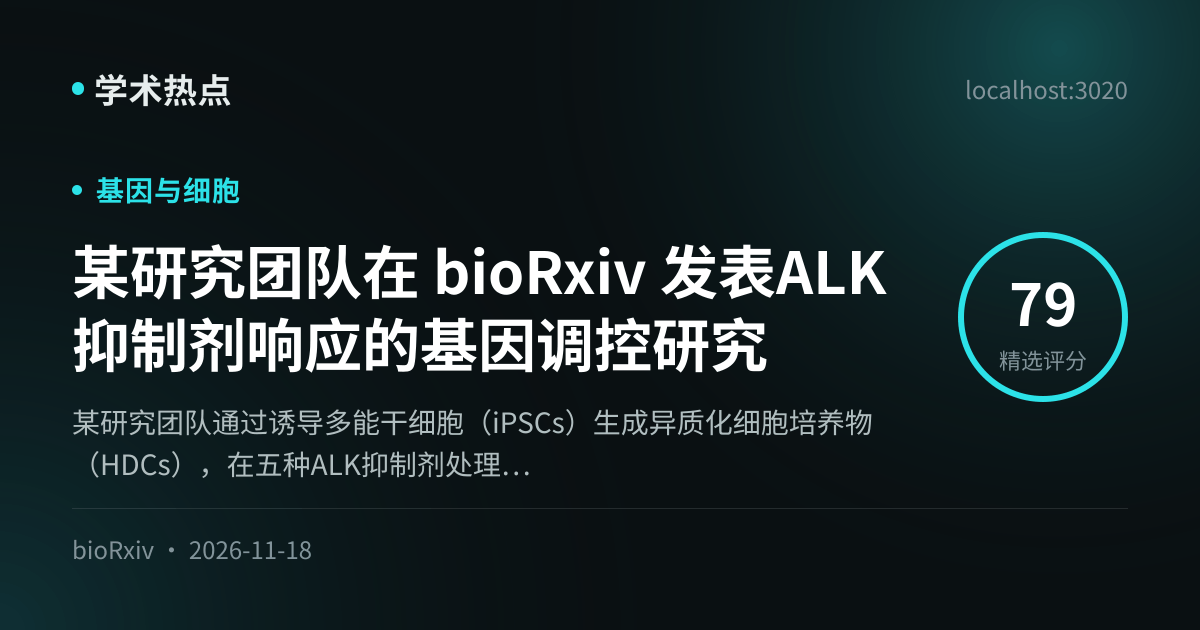 学术热点
localhost:3020
基因与细胞
某研究团队在 bioRxiv 发表ALK
抑制剂响应的基因调控研究
79
精选评分
某研究团队通过诱导多能干细胞（iPSCs）生成异质化细胞培养物
（HDCs），在五种ALK抑制剂处理…
bioRxiv · 2026-11-18